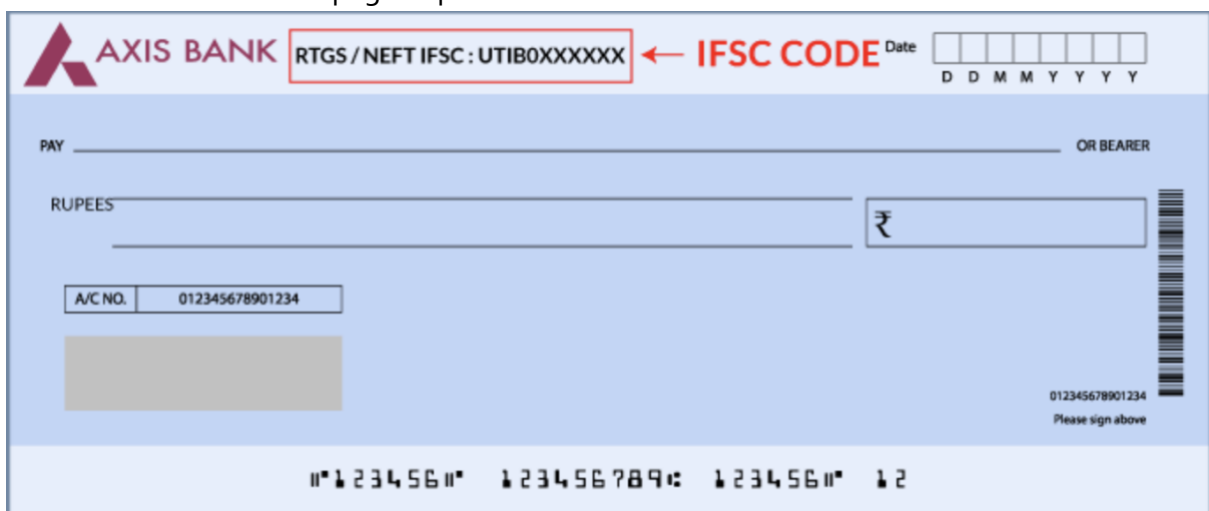 AXIS BANK RTGS / NEFT IFSC : UTIB0XXXXXX ← IFSC CODE Date
D D M M Y Y Y Y
PAY OR BEARER
RUPEES ₹
A/C NO. 012345678901234
012345678901234
Please sign above
⑈123456⑈ 123456789⑆ 123456⑈ 12